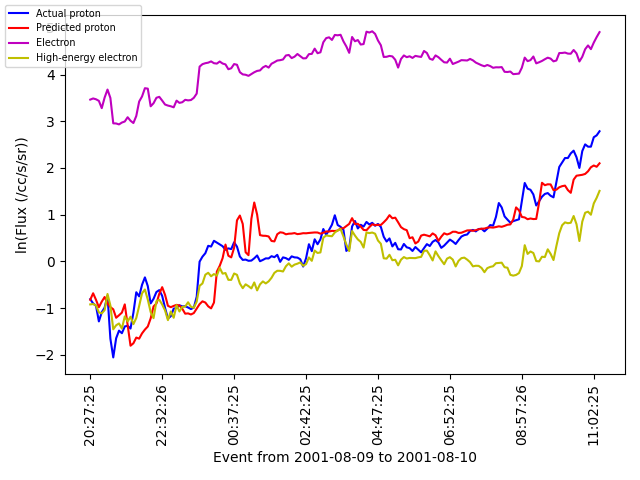 Actual proton
Predicted proton
Electron
High-energy electron
4
3
2
1
0
−1
−2
ln(Flux (/cc/s/sr))
20:27:25
22:32:26
00:37:25
02:42:25
04:47:25
06:52:25
08:57:26
11:02:25
Event from 2001-08-09 to 2001-08-10